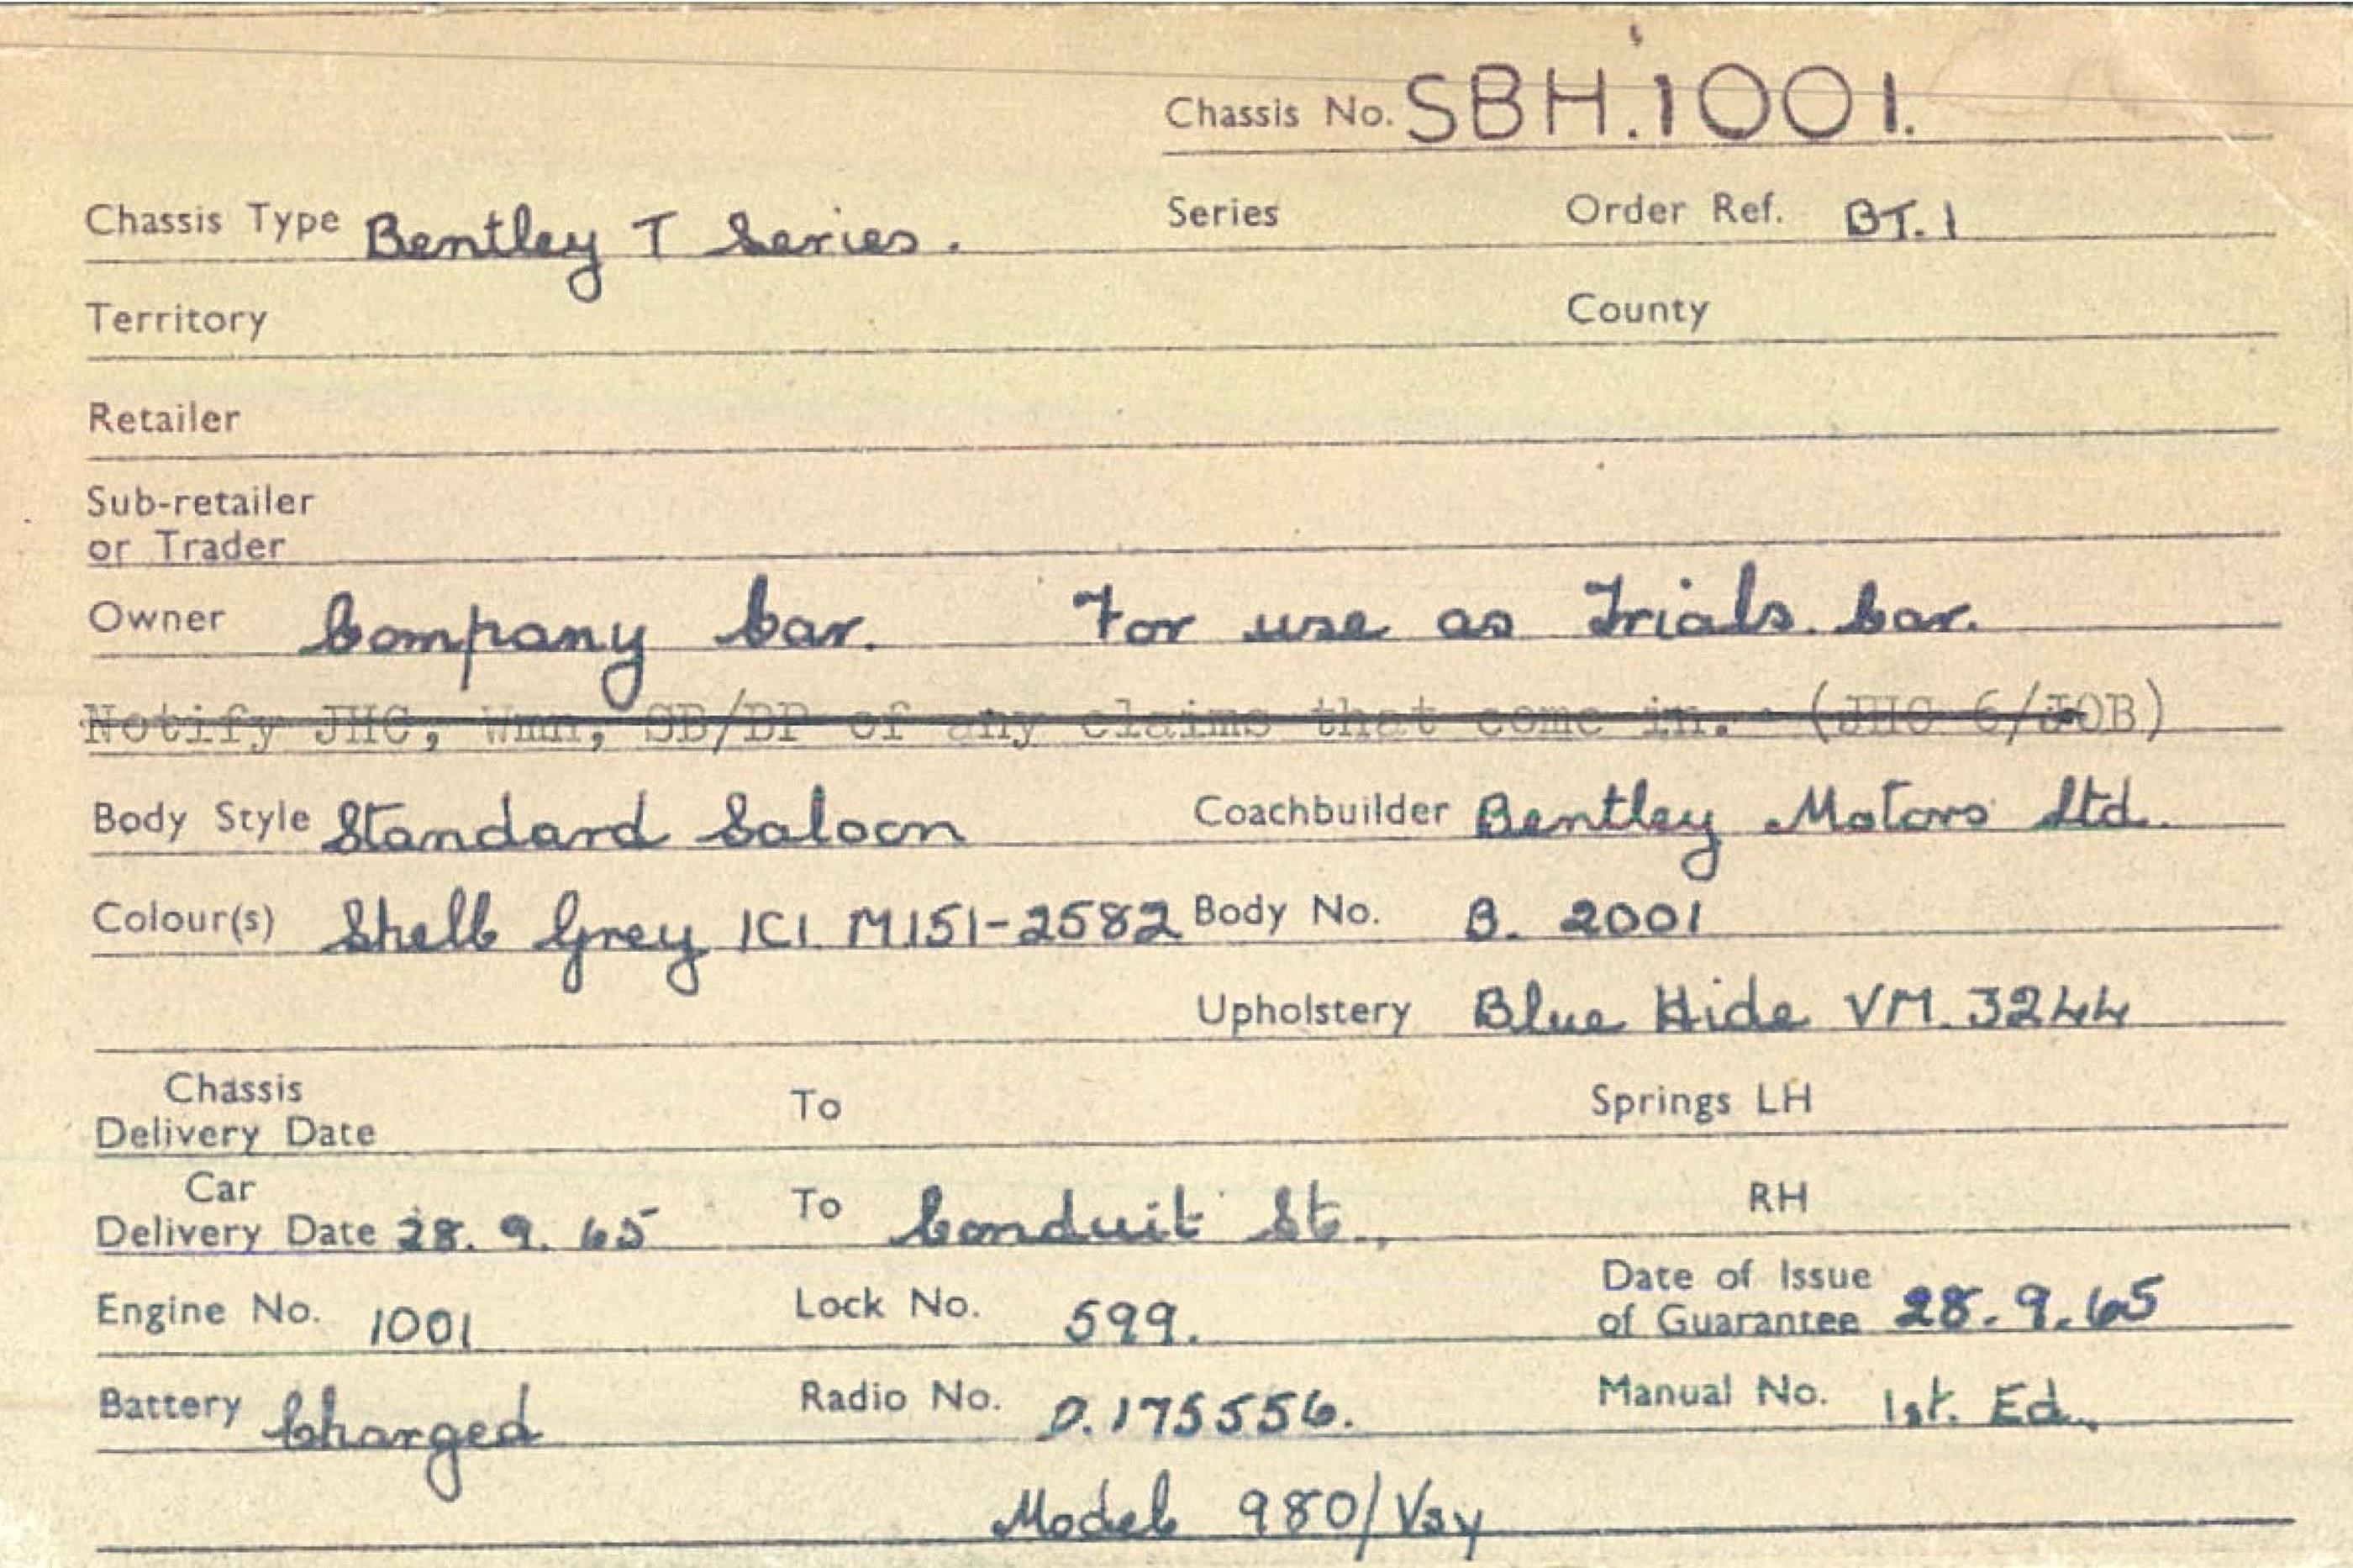 Chassis No. SBH.1001.
Chassis Type Bentley T Series. Series Order Ref. BT.1
Territory County
Retailer
Sub-retailer
or Trader
Owner Company Car. For use as Trials. Car.
Notify JHC, Wmn, SB/BP of any claims that come in. (JHC 6/JOB)
Body Style Standard Saloon Coachbuilder Bentley Motors Ltd.
Colour(s) Shell Grey ICI M151-2582 Body No. B. 2001
Upholstery Blue Hide VM. 3244
Chassis
Delivery Date To Springs LH
Car
Delivery Date 28. 9. 65 To Conduit St. RH
Engine No. 1001 Lock No. 599. Date of Issue
of Guarantee 28. 9. 65
Battery Charged Radio No. D.175556. Manual No. 1st. Ed.
Model 980/